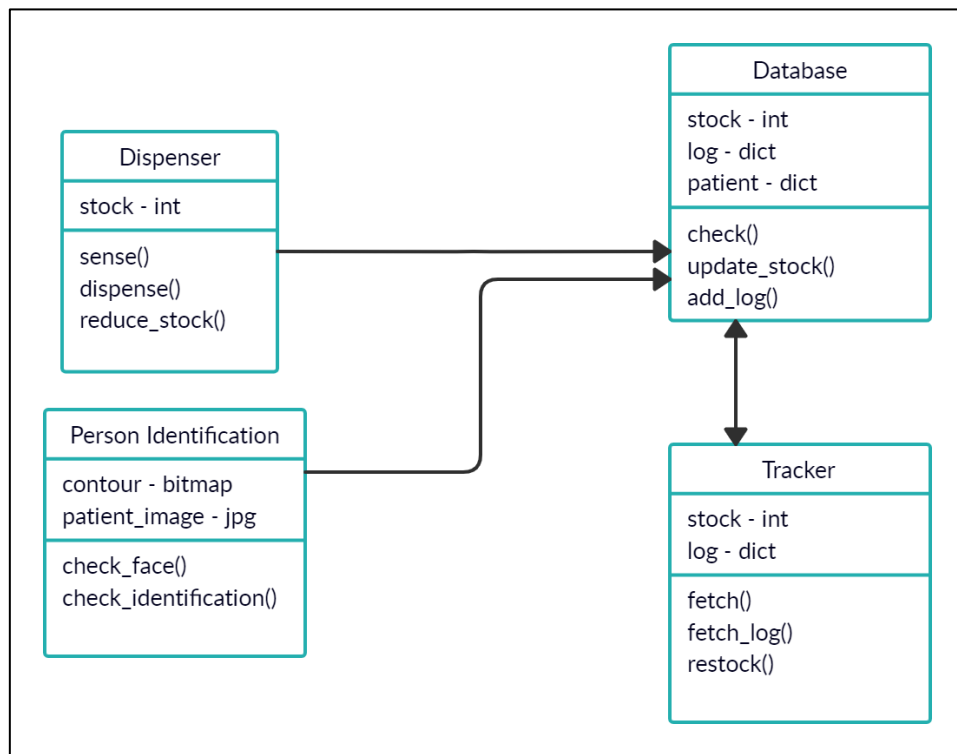 Dispenser
stock - int
sense()
dispense()
reduce_stock()
Person Identification
contour - bitmap
patient_image - jpg
check_face()
check_identification()
Database
stock - int
log - dict
patient - dict
check()
update_stock()
add_log()
Tracker
stock - int
log - dict
fetch()
fetch_log()
restock()